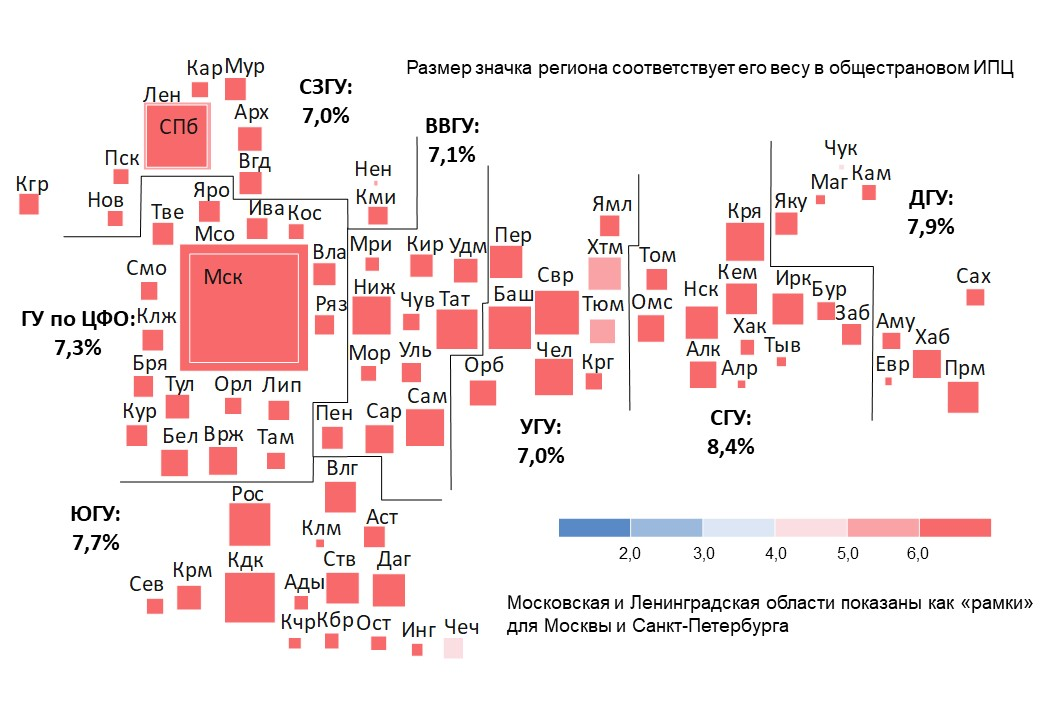 Размер значка региона соответствует его весу в общестрановом ИПЦ
Кар Мур
СЗГУ:
7,0%
Лен
СПб
Арх
ВВГУ:
7,1%
Чук
Пск
Вгд
Нен
Маг Кам
Кгр
Нов
Яро
Кми
ДГУ:
7,9%
Тве
Ива Кос
Ямл
Кря
Яку
Мсо
Мск
Вла
Мри
Кир Удм
Пер
Хтм
Том
Смо
Ниж
Свр
Кем
Ирк
Бур
Сах
Нск
Раз
Чув
Тат
Баш
Тюм
Омс
Заб
ГУ по ЦФО:
7,3%
Клж
Хак
Аму
Хаб
Мор
Уль
Орб
Чел
Крг
Алк
Алр
Тыв
Евр
Прм
Бря
Тул
Орл
Лип
Кур
Пен
Сар
Сам
УГУ:
7,0%
СГУ:
8,4%
Бел
Врж
Там
Влг
ЮГУ:
7,7%
Рос
Клм
Аст
2,0 3,0 4,0 5,0 6,0
Сев
Крм
Кдк
Ады
Ств
Даг
Кчр Кбр Ост
Инг
Чеч
Московская и Ленинградская области показаны как «рамки»
для Москвы и Санкт-Петербурга